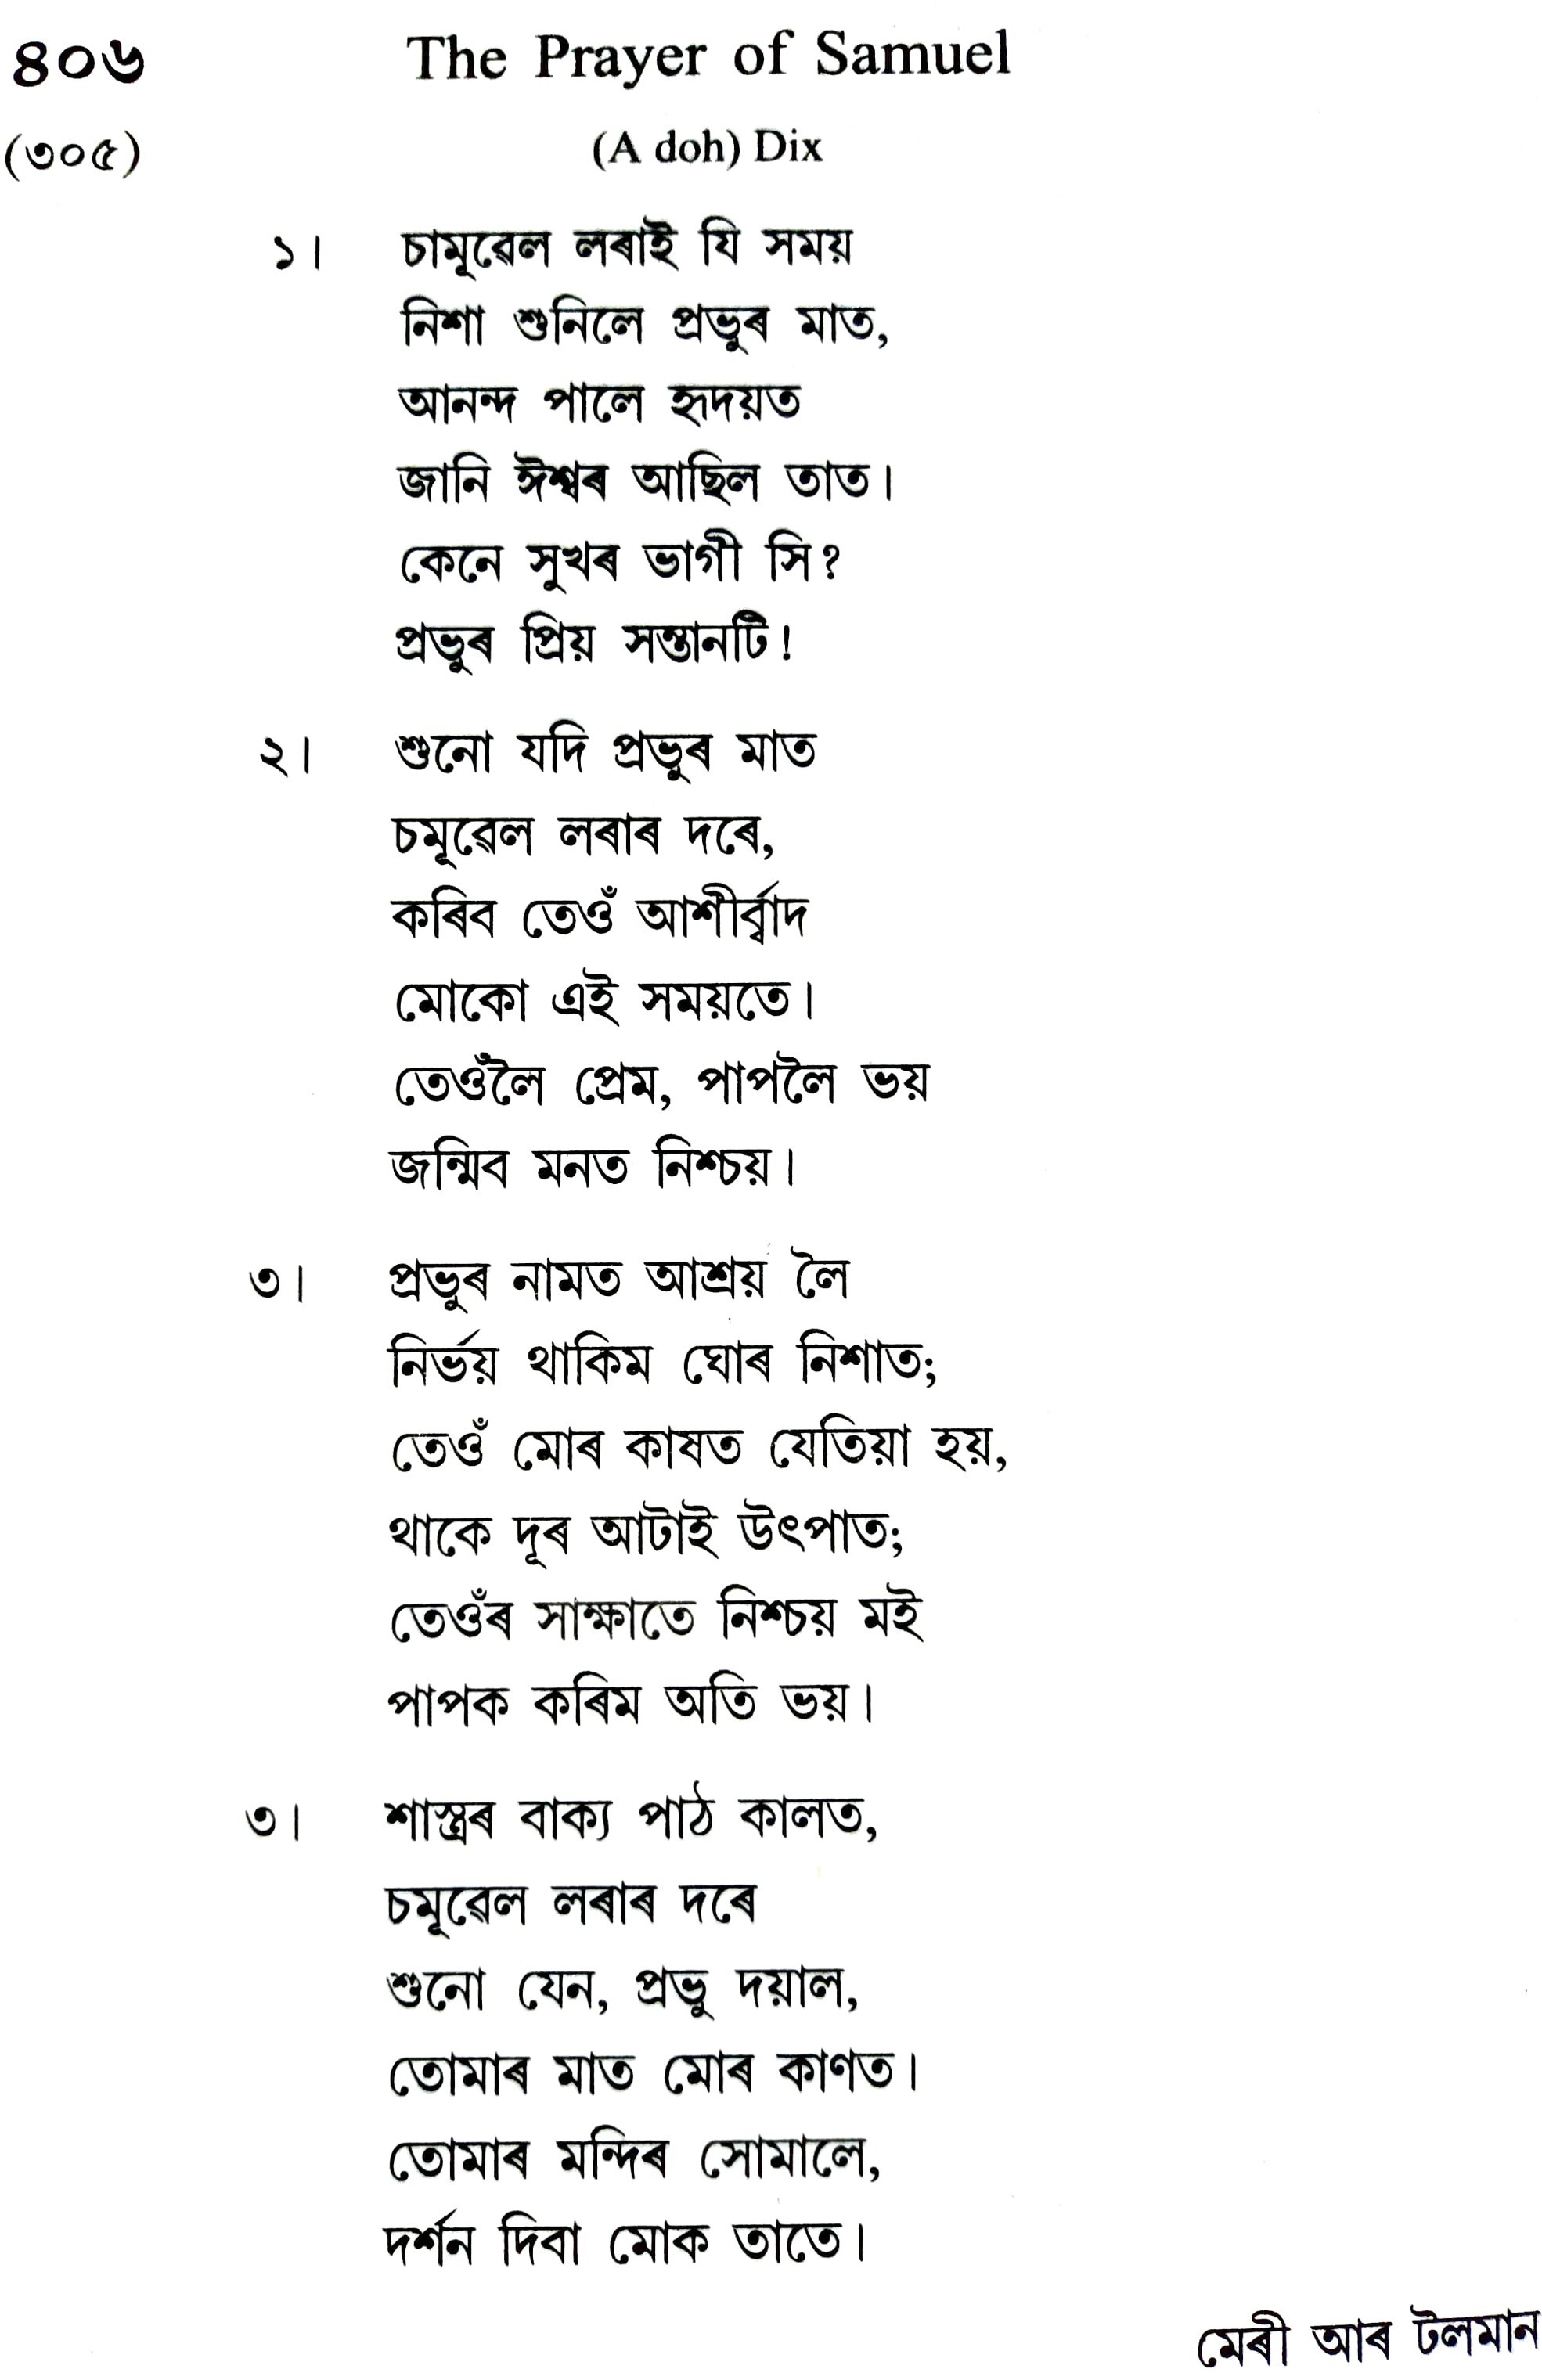 ৪০৬ The Prayer of Samuel
(৩০৫) (A doh) Dix
১। চামূৱেল লৰাই যি সময়
নিশা শুনিলে প্ৰভুৰ মাত,
আনন্দ পালে হৃদয়ত
জানি ঈশ্বৰ আছিল তাত।
কেনে সুখৰ ভাগী সি?
প্ৰভুৰ প্ৰিয় সন্তানটি!
২। শুনো যদি প্ৰভুৰ মাত
চমূৱেল লৰাৰ দৰে,
কৰিব তেওঁ আশীৰ্ব্বাদ
মোকো এই সময়তে।
তেওঁলৈ প্ৰেম, পাপলৈ ভয়
জন্মিব মনত নিশ্চয়।
৩। প্ৰভুৰ নামত আশ্ৰয় লৈ
নিৰ্ভয় থাকিম ঘোৰ নিশাত;
তেওঁ মোৰ কাষত যেতিয়া হয়,
থাকে দূৰ আটাই উৎপাত;
তেওঁৰ সাক্ষাতে নিশ্চয় মই
পাপক কৰিম অতি ভয়।
৩। শাস্ত্ৰৰ বাক্য পাঠ কালত,
চমূৱেল লৰাৰ দৰে
শুনো যেন, প্ৰভু দয়াল,
তোমাৰ মাত মোৰ কাণত।
তোমাৰ মন্দিৰ সোমালে,
দৰ্শন দিবা মোক তাতে।
মেৰী আৰ টলমান